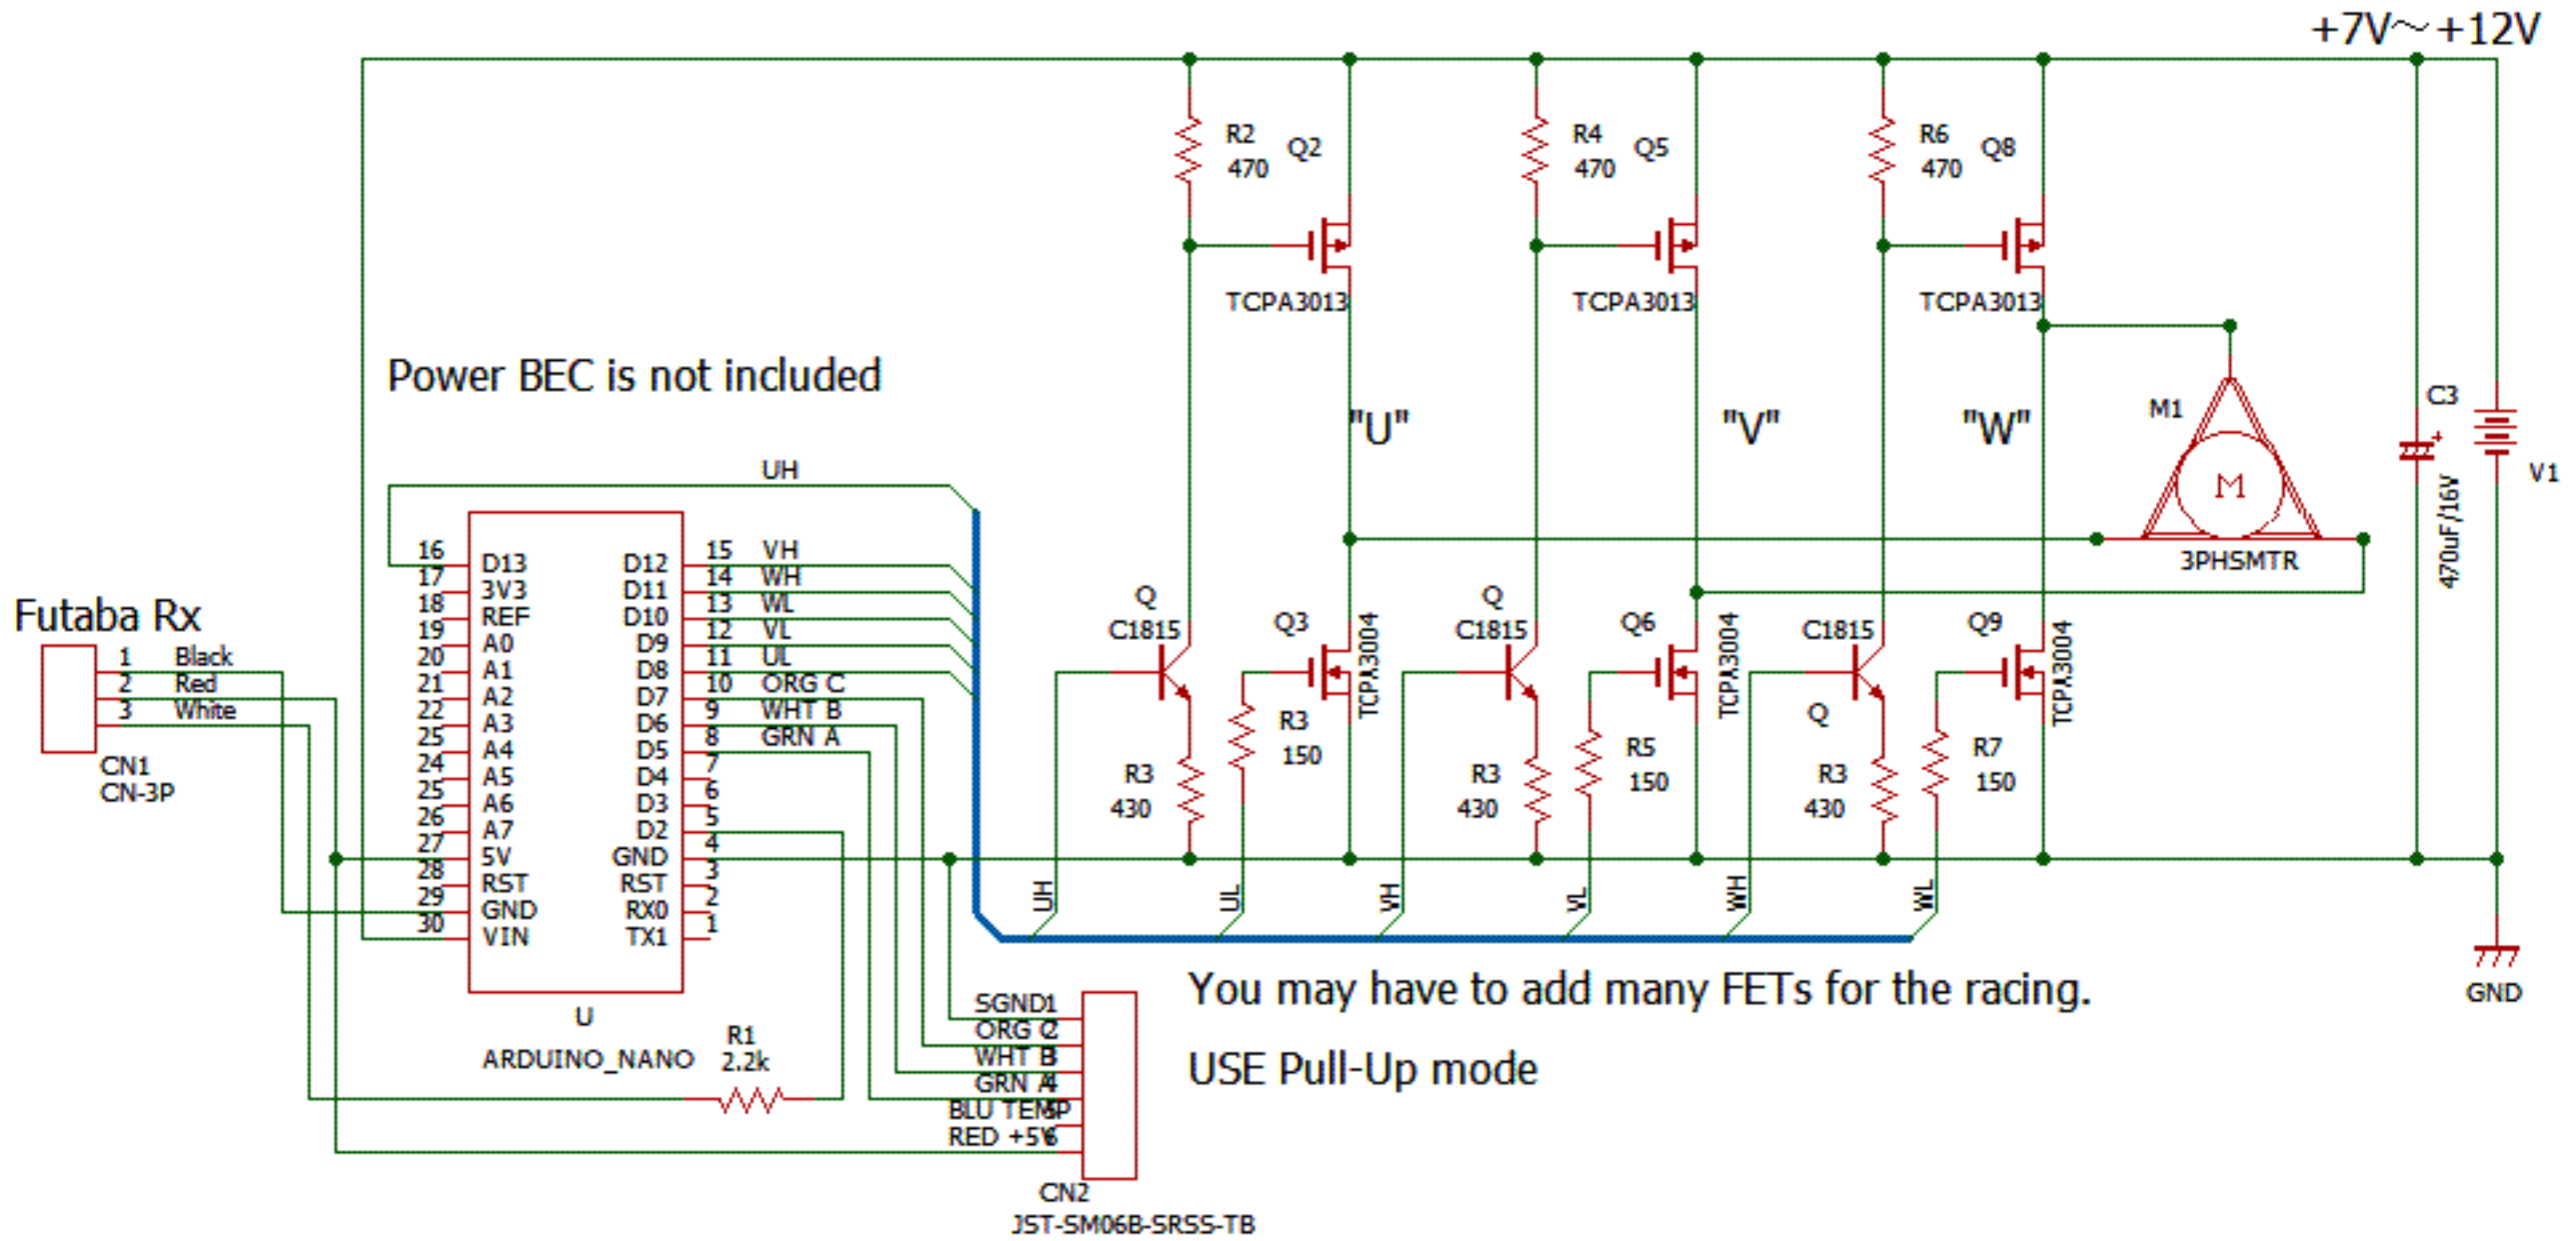 +7V～+12V
R2
470
Q2
R4
470
Q5
R6
470
Q8
TCPA3013
TCPA3013
TCPA3013
Power BEC is not included
"U"
"V"
"W"
M1
M
3PHSMTR
C3
470uF/16V
V1
UH
16 D13
17 3V3
18 REF
19 A0
20 A1
21 A2
22 A3
25 A4
24 A5
25 A6
26 A7
27 5V
28 RST
29 GND
30 VIN
D12 15 VH
D11 14 WH
D10 13 WL
D9 12 VL
D8 11 UL
D7 10 ORG C
D6 9 WHT B
D5 8 GRN A
D4 7
D3 6
D2 5
GND 4
RST 3
RX0 2
TX1 1
U
ARDUINO_NANO
Futaba Rx
1 Black
2 Red
3 White
CN1
CN-3P
R1
2.2k
Q
C1815
Q3
TCPA3004
R3
150
R3
430
Q
C1815
Q6
TCPA3004
R5
150
R3
430
C1815
Q
Q9
TCPA3004
R7
150
R3
430
UH
UL
VH
VL
WH
WL
GND
SGND1
ORG C 2
WHT B 3
GRN A 4
BLU TEMP 5
RED +5V 6
CN2
JST-SM06B-SRSS-TB
You may have to add many FETs for the racing.
USE Pull-Up mode